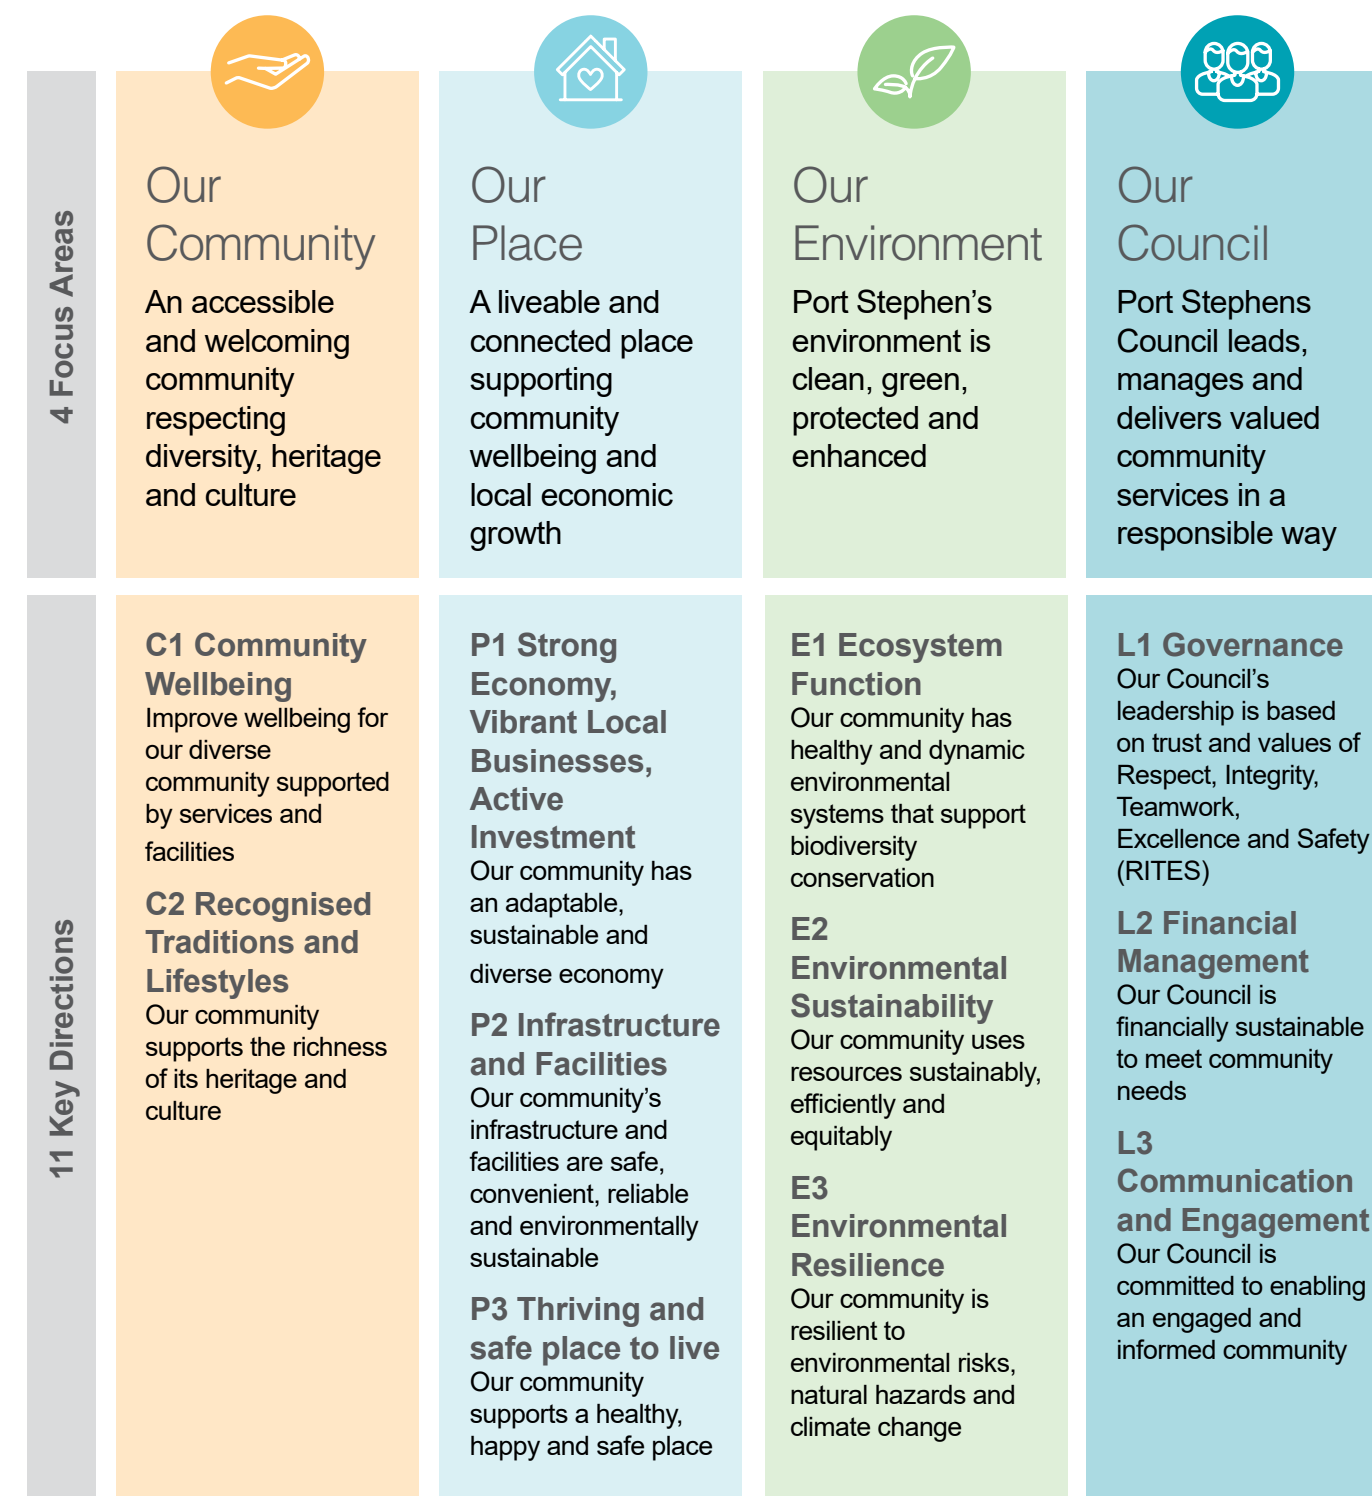 4 Focus Areas
Our
Community
An accessible
and welcoming
community
respecting
diversity, heritage
and culture
Our
Place
A liveable and
connected place
supporting
community
wellbeing and
local economic
growth
Our
Environment
Port Stephen’s
environment is
clean, green,
protected and
enhanced
Our
Council
Port Stephens
Council leads,
manages and
delivers valued
community
services in a
responsible way
11 Key Directions
C1 Community
Wellbeing
Improve wellbeing for
our diverse
community supported
by services and
facilities
C2 Recognised
Traditions and
Lifestyles
Our community
supports the richness
of its heritage and
culture
P1 Strong
Economy,
Vibrant Local
Businesses,
Active
Investment
Our community has
an adaptable,
sustainable and
diverse economy
P2 Infrastructure
and Facilities
Our community’s
infrastructure and
facilities are safe,
convenient, reliable
and environmentally
sustainable
P3 Thriving and
safe place to live
Our community
supports a healthy,
happy and safe place
E1 Ecosystem
Function
Our community has
healthy and dynamic
environmental
systems that support
biodiversity
conservation
E2
Environmental
Sustainability
Our community uses
resources sustainably,
efficiently and
equitably
E3
Environmental
Resilience
Our community is
resilient to
environmental risks,
natural hazards and
climate change
L1 Governance
Our Council’s
leadership is based
on trust and values of
Respect, Integrity,
Teamwork,
Excellence and Safety
(RITES)
L2 Financial
Management
Our Council is
financially sustainable
to meet community
needs
L3
Communication
and Engagement
Our Council is
committed to enabling
an engaged and
informed community